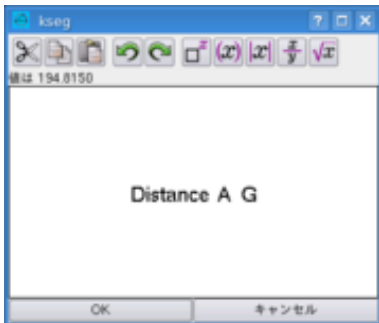 kseg
(x) |x| x/y √x
値は 194.8150
Distance A G
OK キャンセル